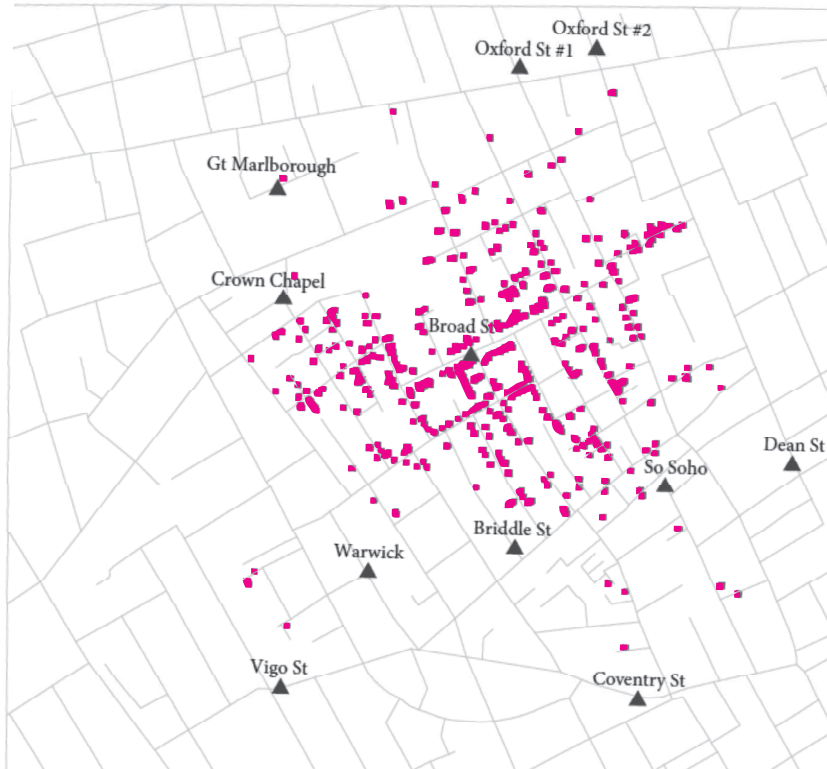 Oxford St #2
Oxford St #1
Gt Marlborough
Crown Chapel
Broad St
Dean St
So Soho
Briddle St
Warwick
Vigo St
Coventry St